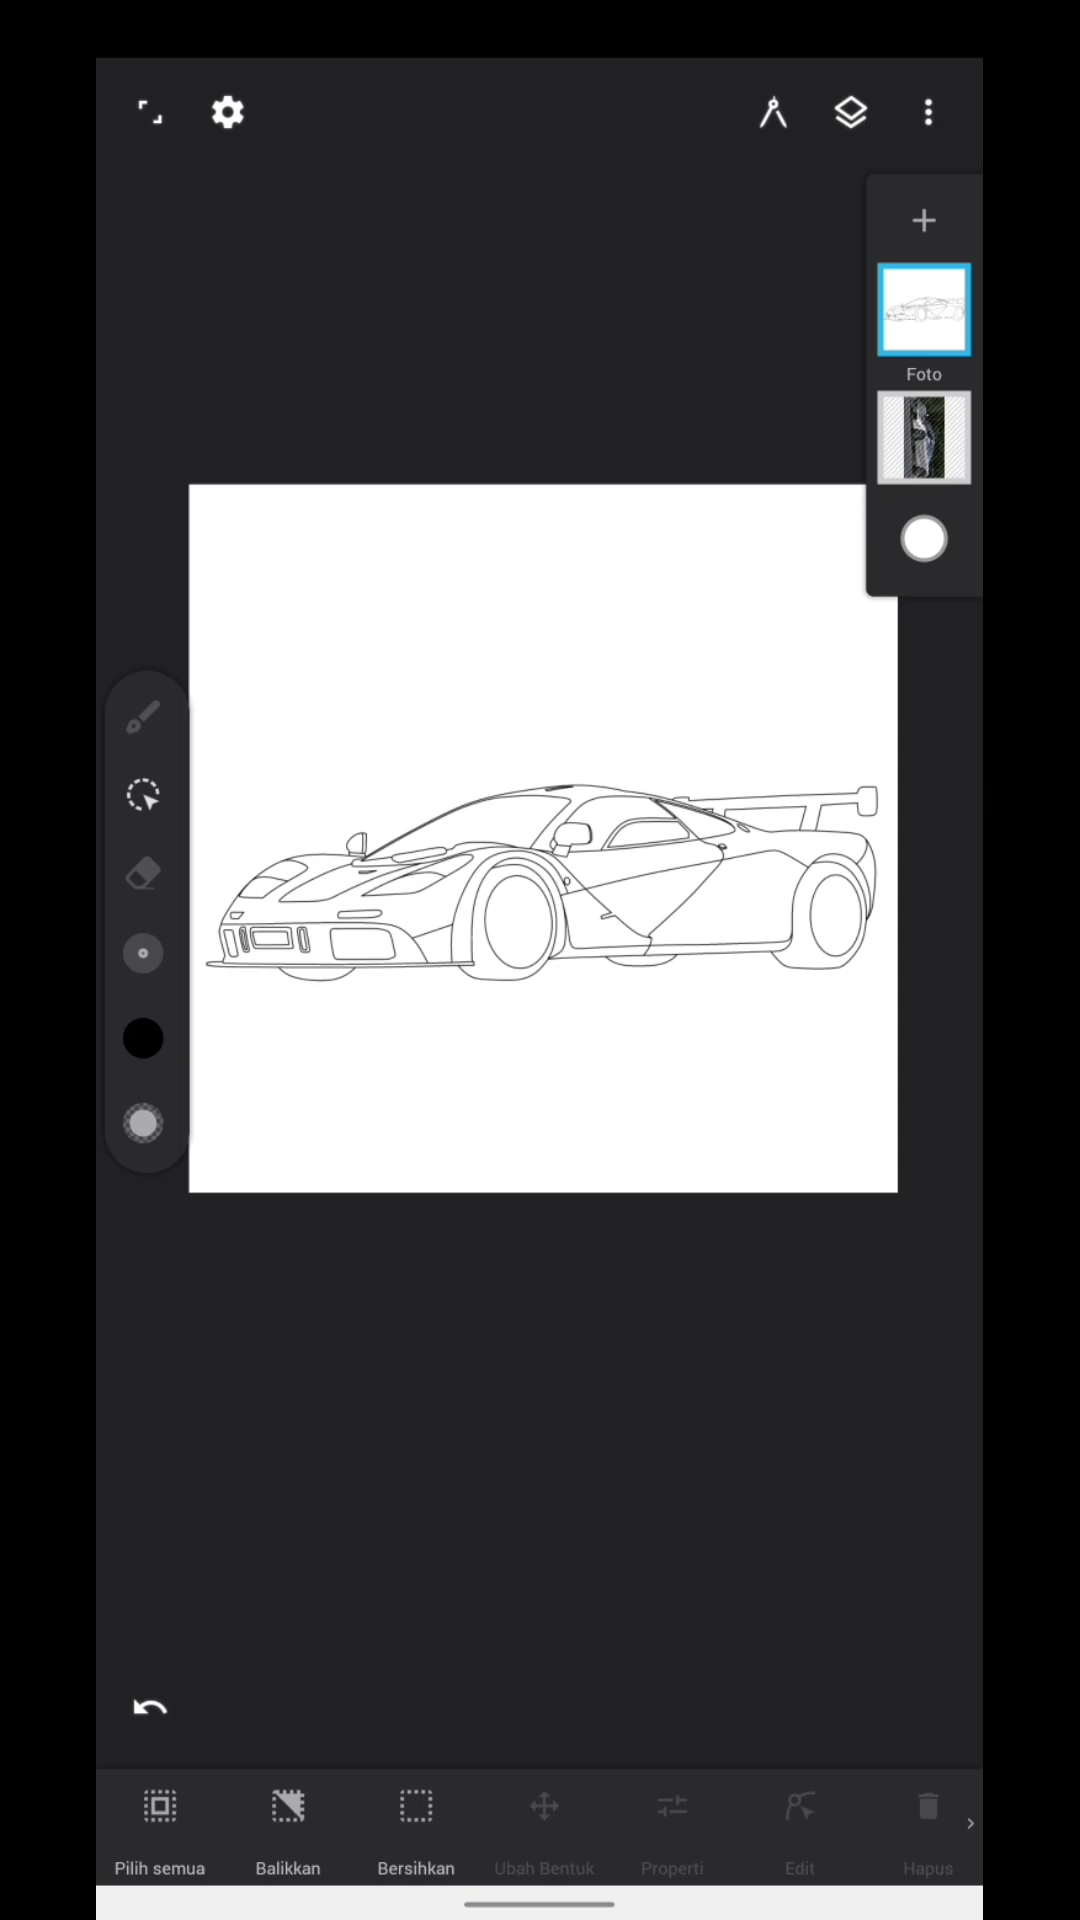 Foto
Pilih semua
Balikkan
Bersihkan
Ubah Bentuk
Properti
Edit
Hapus